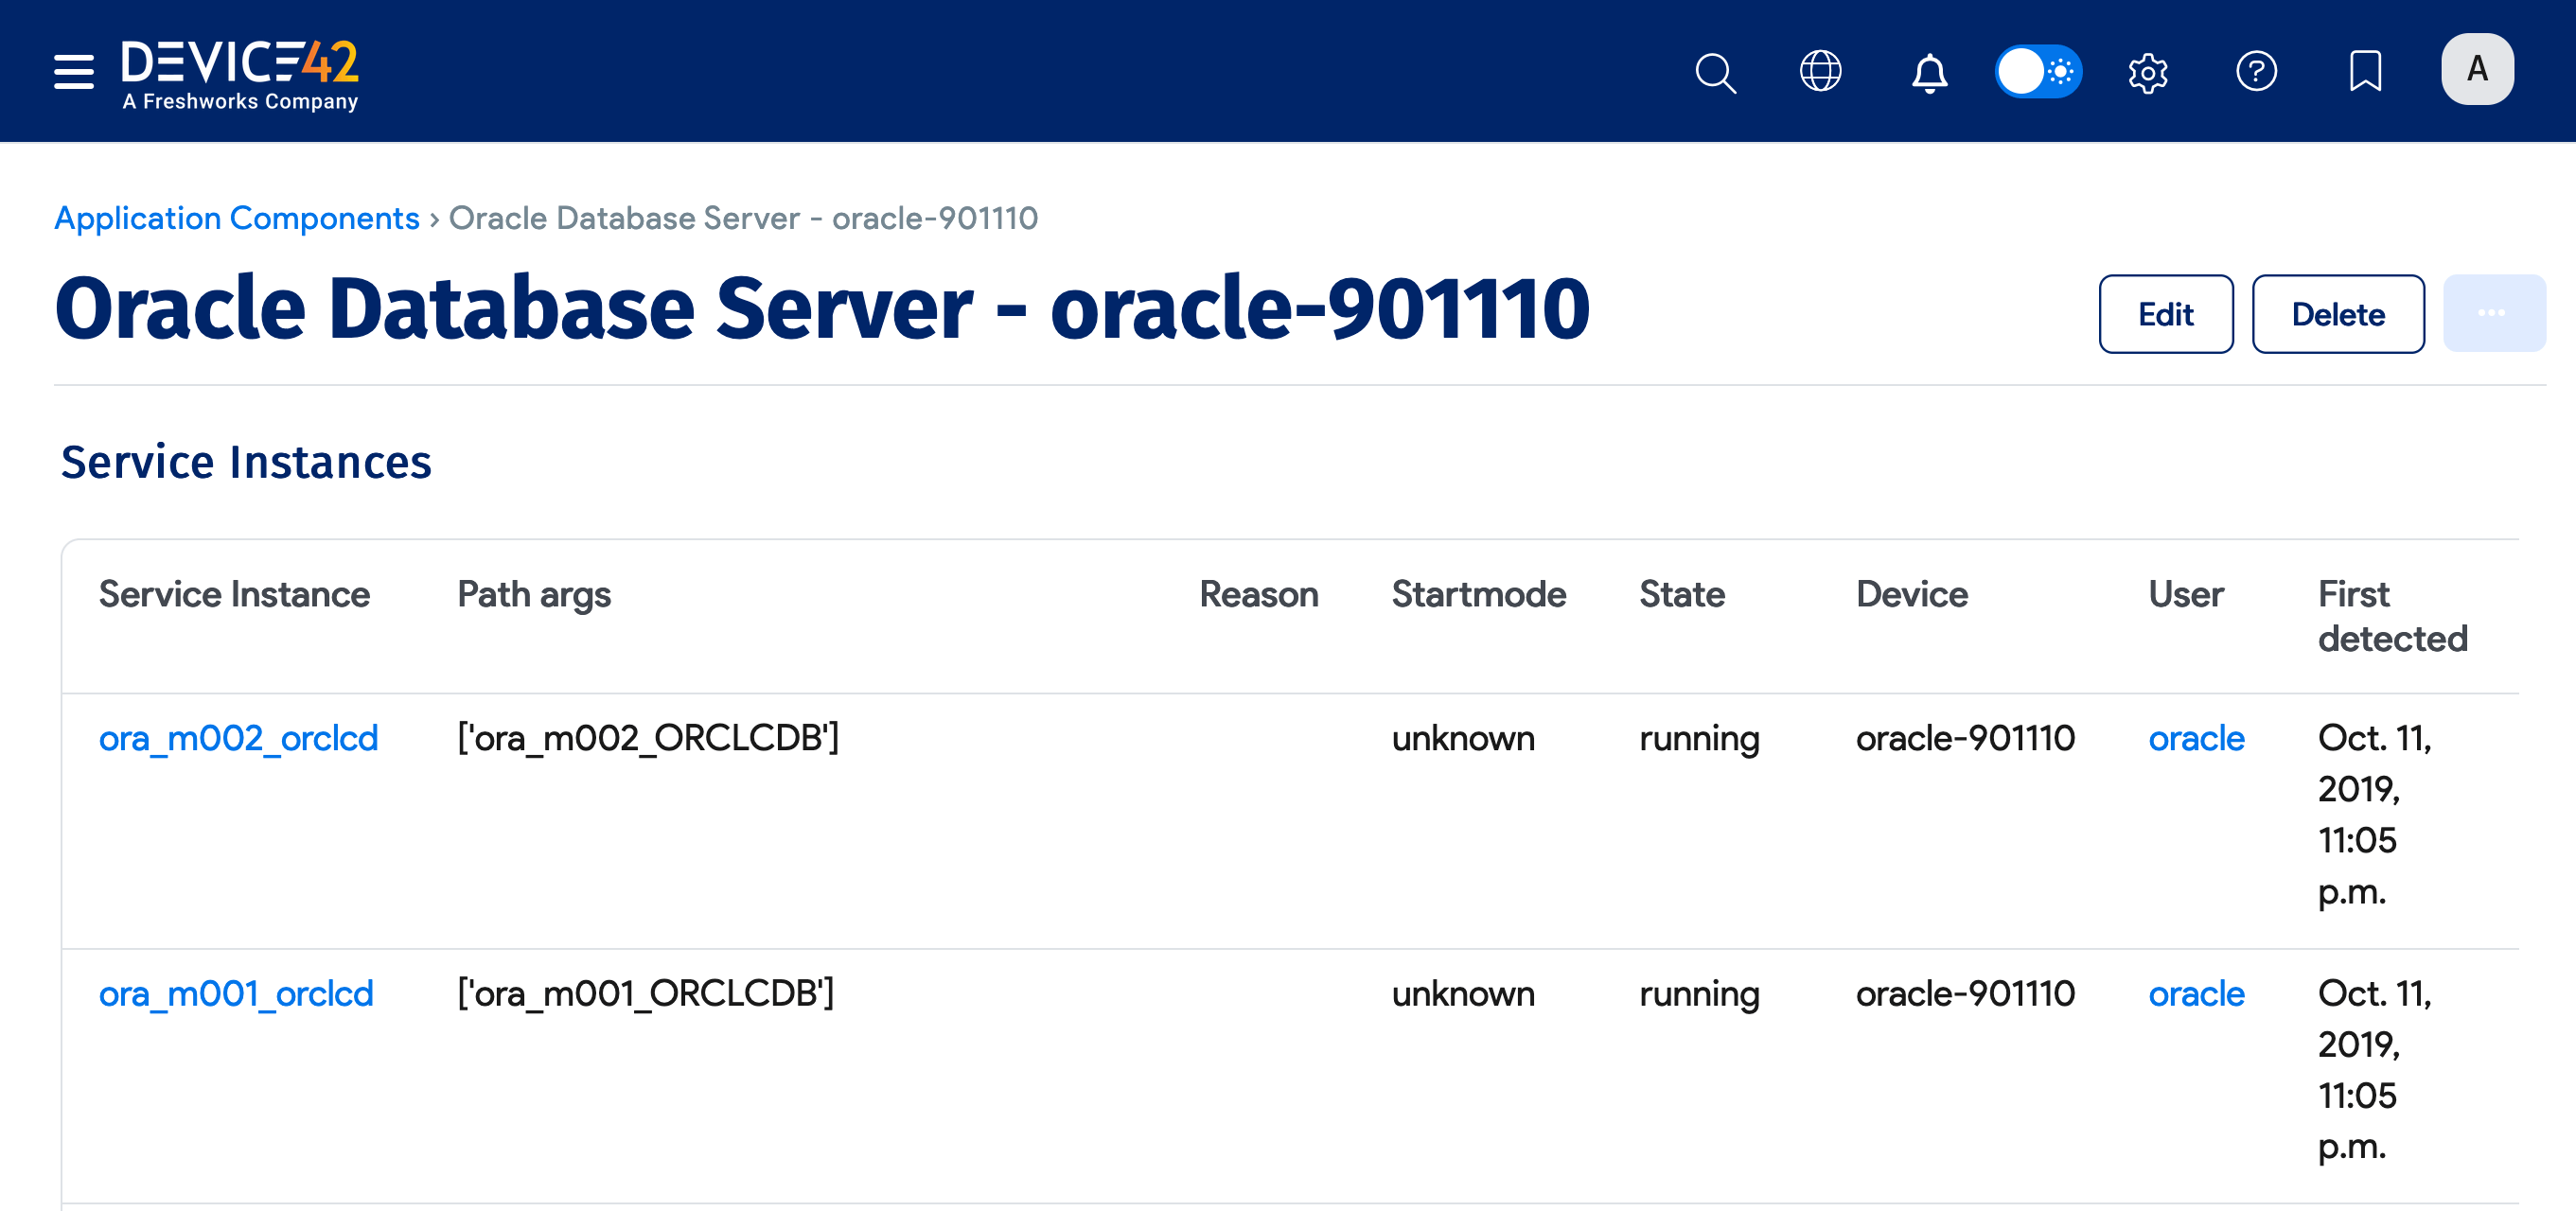 DEVICE42
A Freshworks Company
A
Application Components › Oracle Database Server - oracle-901110
Oracle Database Server - oracle-901110
Edit
Delete
...
Service Instances
Service Instance Path args Reason Startmode State Device User First
detected
ora_m002_orclcd ['ora_m002_ORCLCDB'] unknown running oracle-901110 oracle Oct. 11,
2019,
11:05
p.m.
ora_m001_orclcd ['ora_m001_ORCLCDB'] unknown running oracle-901110 oracle Oct. 11,
2019,
11:05
p.m.